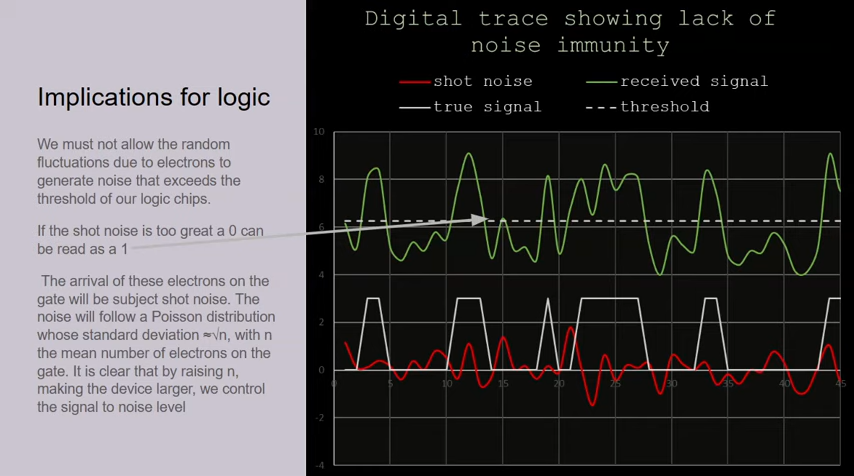 Digital trace showing lack of
noise immunity
shot noise
received signal
true signal
threshold
Implications for logic
We must not allow the random
fluctuations due to electrons to
generate noise that exceeds the
threshold of our logic chips.
If the shot noise is too great a 0 can
be read as a 1
The arrival of these electrons on the
gate will be subject shot noise. The
noise will follow a Poisson distribution
whose standard deviation ≈√n, with n
the mean number of electrons on the
gate. It is clear that by raising n,
making the device larger, we control
the signal to noise level
10
8
6
4
2
0
-2
-4
0 5 10 15 20 25 30 35 40 45